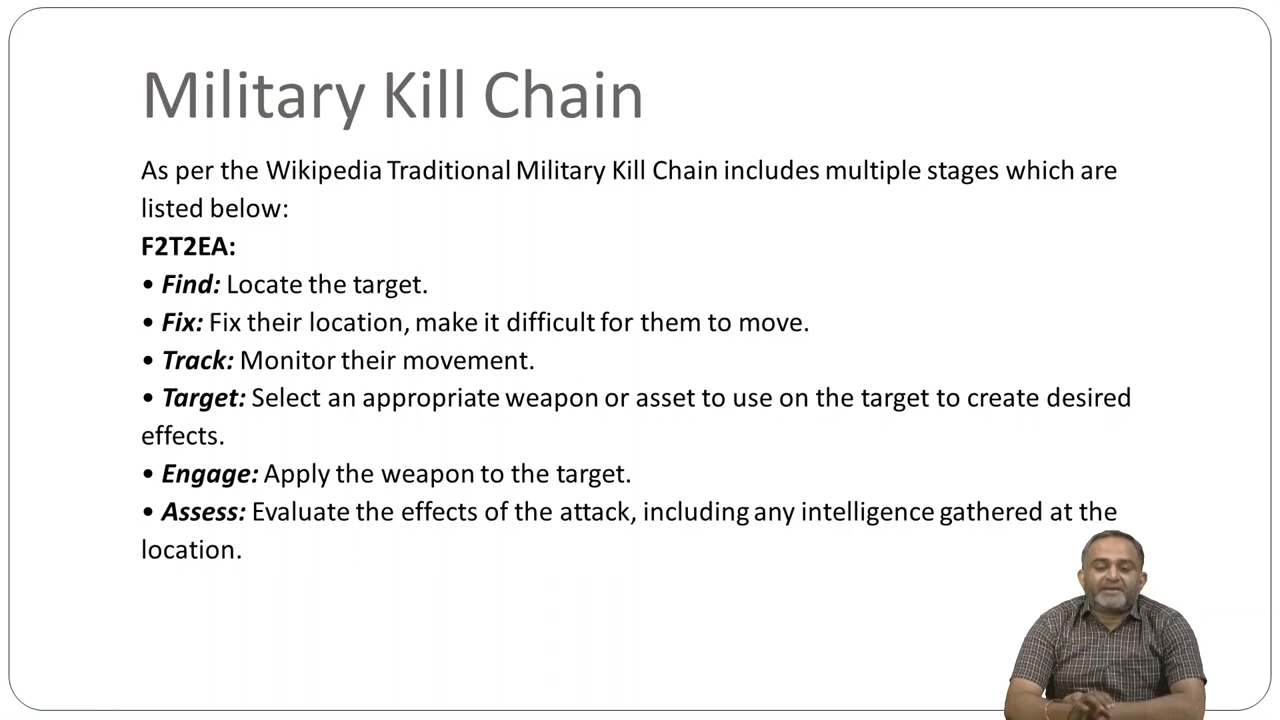 Military Kill Chain
As per the Wikipedia Traditional Military Kill Chain includes multiple stages which are
listed below:
F2T2EA:
• Find: Locate the target.
• Fix: Fix their location, make it difficult for them to move.
• Track: Monitor their movement.
• Target: Select an appropriate weapon or asset to use on the target to create desired
effects.
• Engage: Apply the weapon to the target.
• Assess: Evaluate the effects of the attack, including any intelligence gathered at the
location.